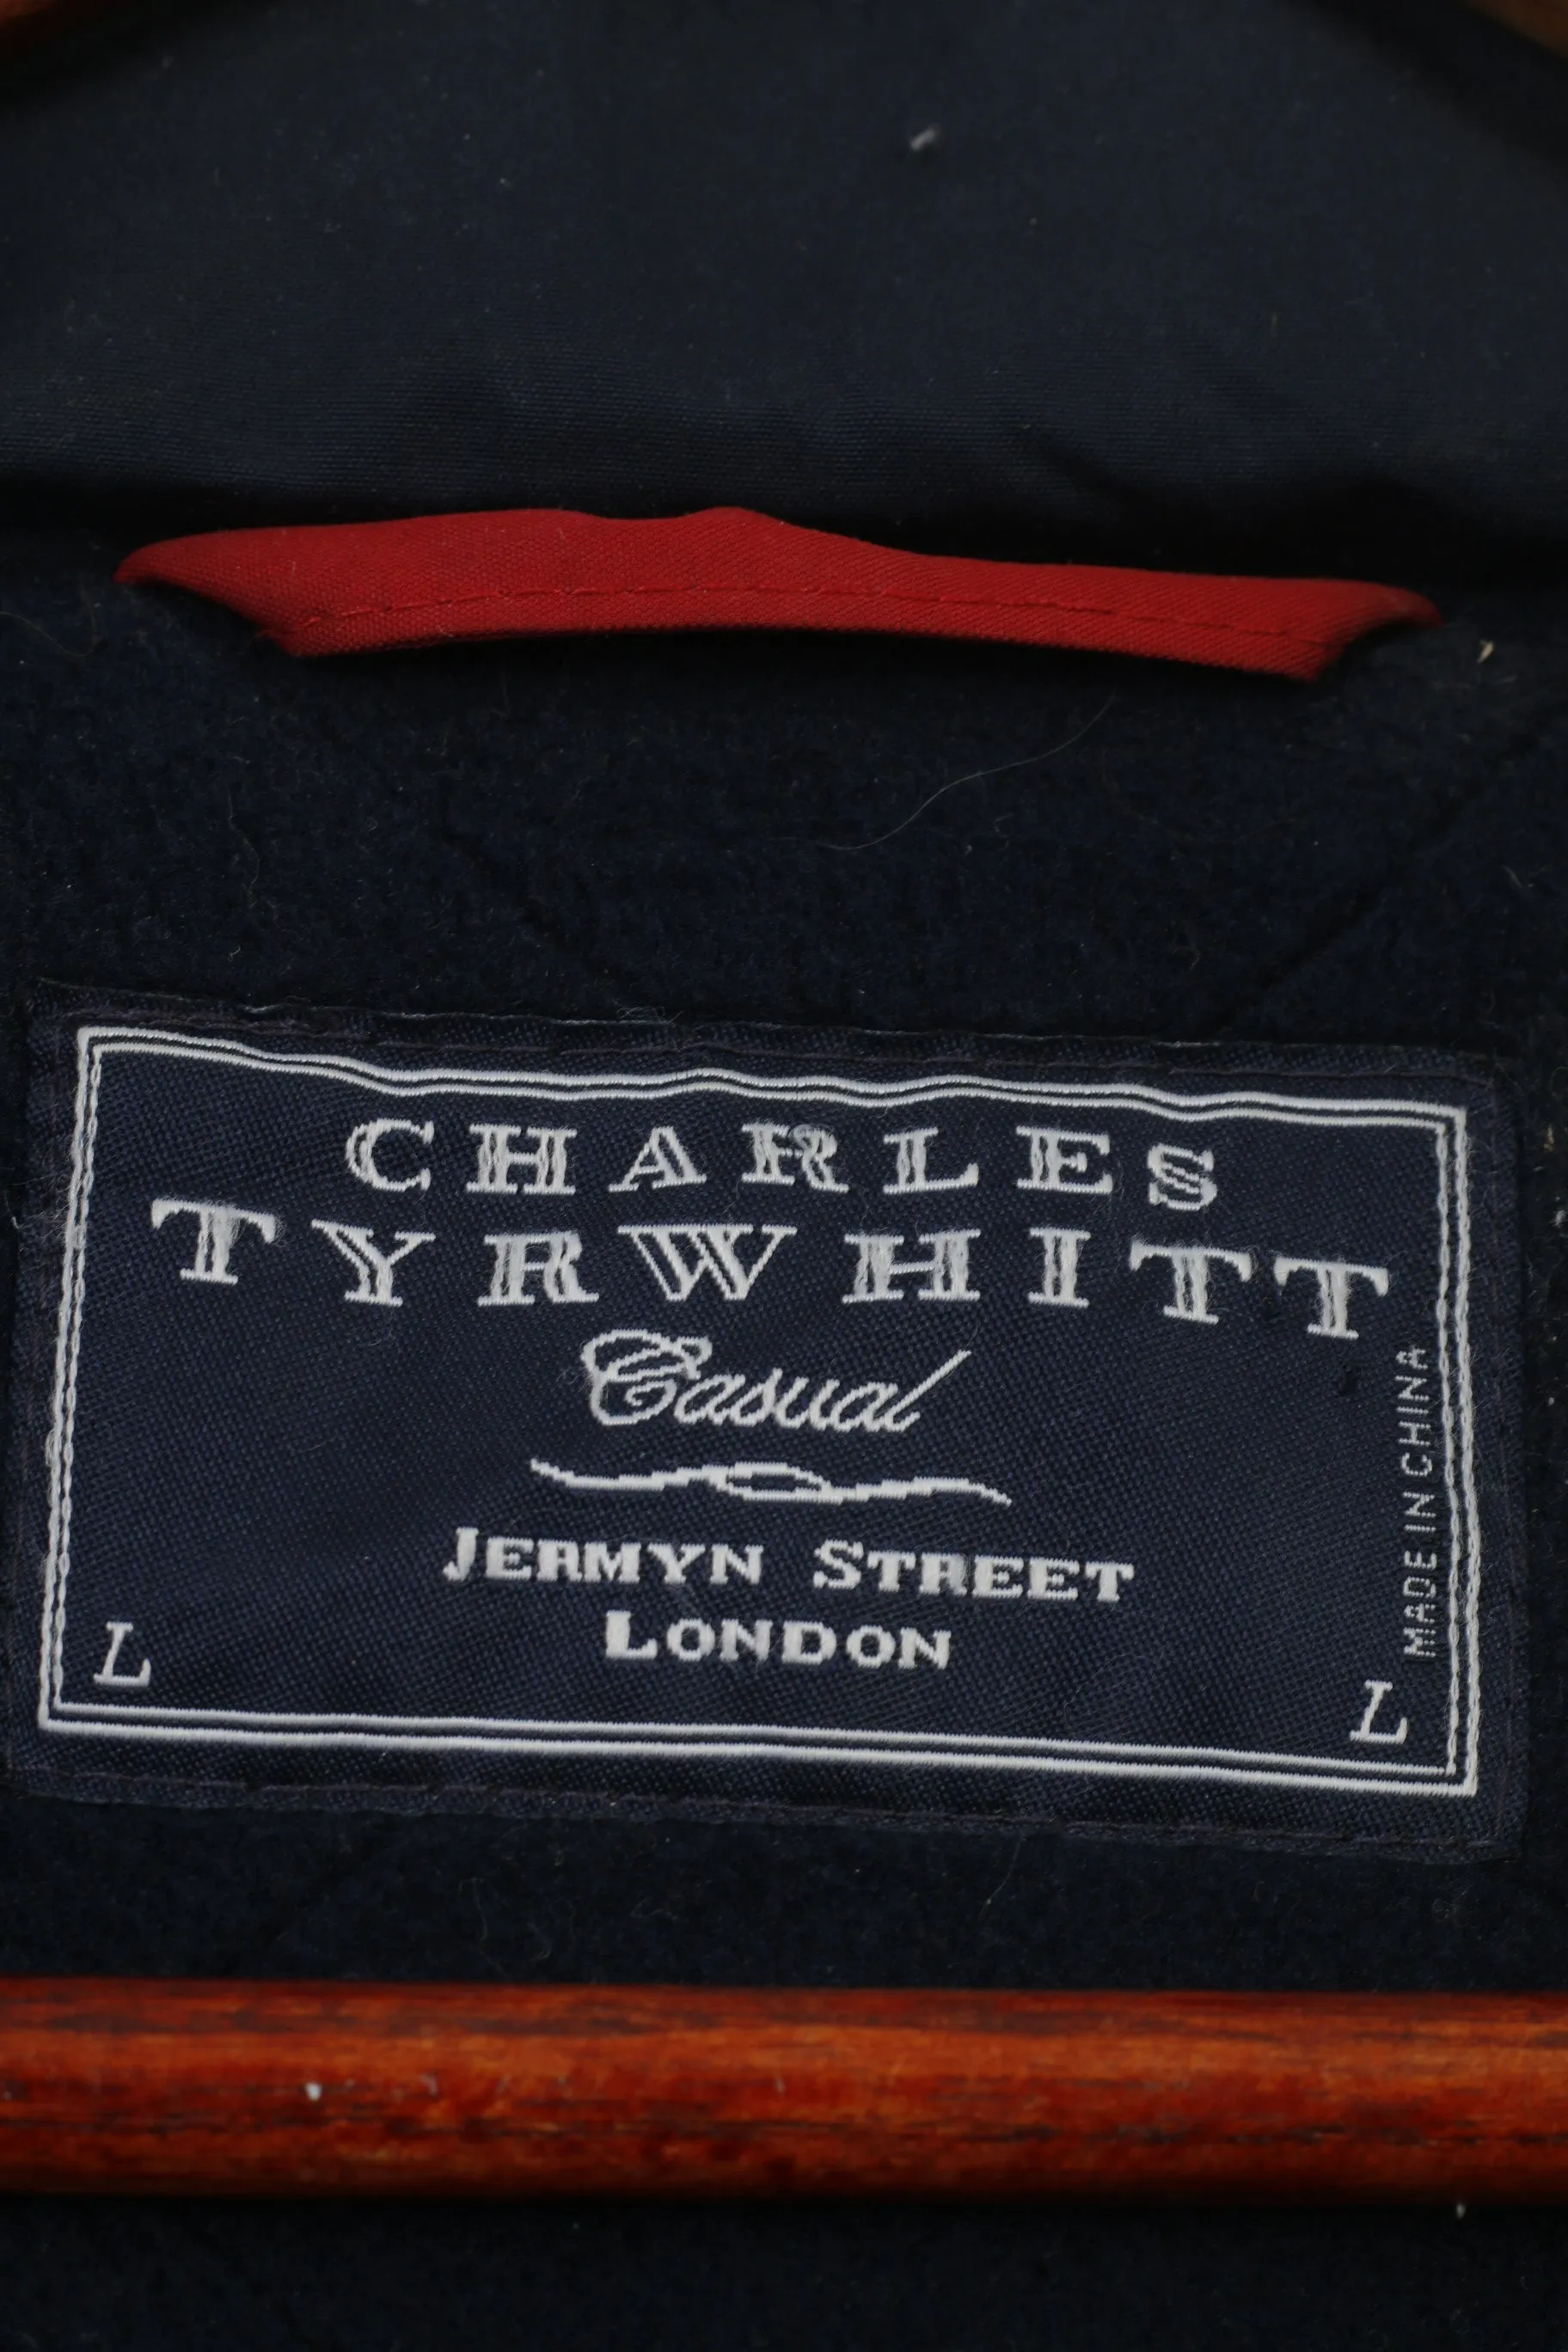 CHARLES
TYRWHITT
Casual
JERMYN STREET
LONDON
L
L
MADE IN CHINA